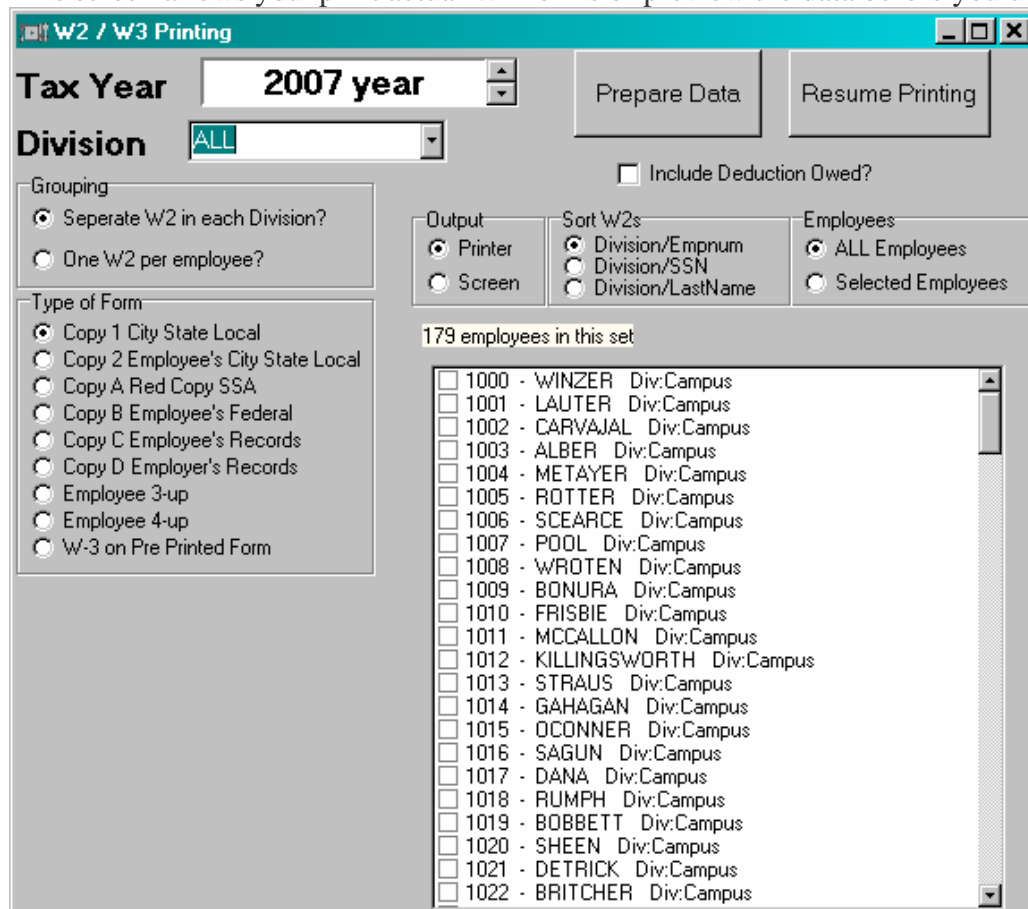 W2 / W3 Printing
Tax Year 2007 year
Prepare Data
Resume Printing
Division ALL
Include Deduction Owed?
Grouping
Seperate W2 in each Division?
One W2 per employee?
Output
Printer
Screen
Sort W2s
Division/Empnum
Division/SSN
Division/LastName
Employees
ALL Employees
Selected Employees
Type of Form
Copy 1 City State Local
Copy 2 Employee's City State Local
Copy A Red Copy SSA
Copy B Employee's Federal
Copy C Employee's Records
Copy D Employer's Records
Employee 3-up
Employee 4-up
W-3 on Pre Printed Form
179 employees in this set
1000 - WINZER Div:Campus
1001 - LAUTER Div:Campus
1002 - CARVAJAL Div:Campus
1003 - ALBER Div:Campus
1004 - METAYER Div:Campus
1005 - ROTTER Div:Campus
1006 - SCEARCE Div:Campus
1007 - POOL Div:Campus
1008 - WROTEN Div:Campus
1009 - BONURA Div:Campus
1010 - FRISBIE Div:Campus
1011 - MCCALLON Div:Campus
1012 - KILLINGSWORTH Div:Campus
1013 - STRAUS Div:Campus
1014 - GAHAGAN Div:Campus
1015 - OCONNER Div:Campus
1016 - SAGUN Div:Campus
1017 - DANA Div:Campus
1018 - RUMPH Div:Campus
1019 - BOBBETT Div:Campus
1020 - SHEEN Div:Campus
1021 - DETRICK Div:Campus
1022 - BRITCHER Div:Campus